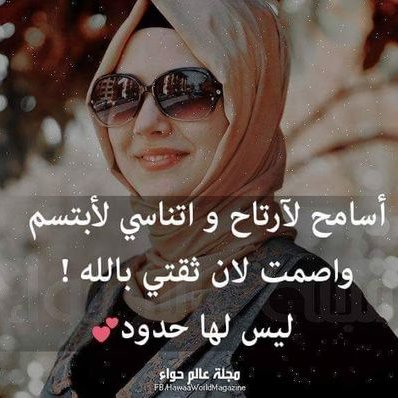 أسامح لآرتاح و اتناسي لأبتسم
واصمت لان ثقتي بالله !
ليس لها حدود💕
مجلة عالم حواء
FB/HawaaWorldMagazine